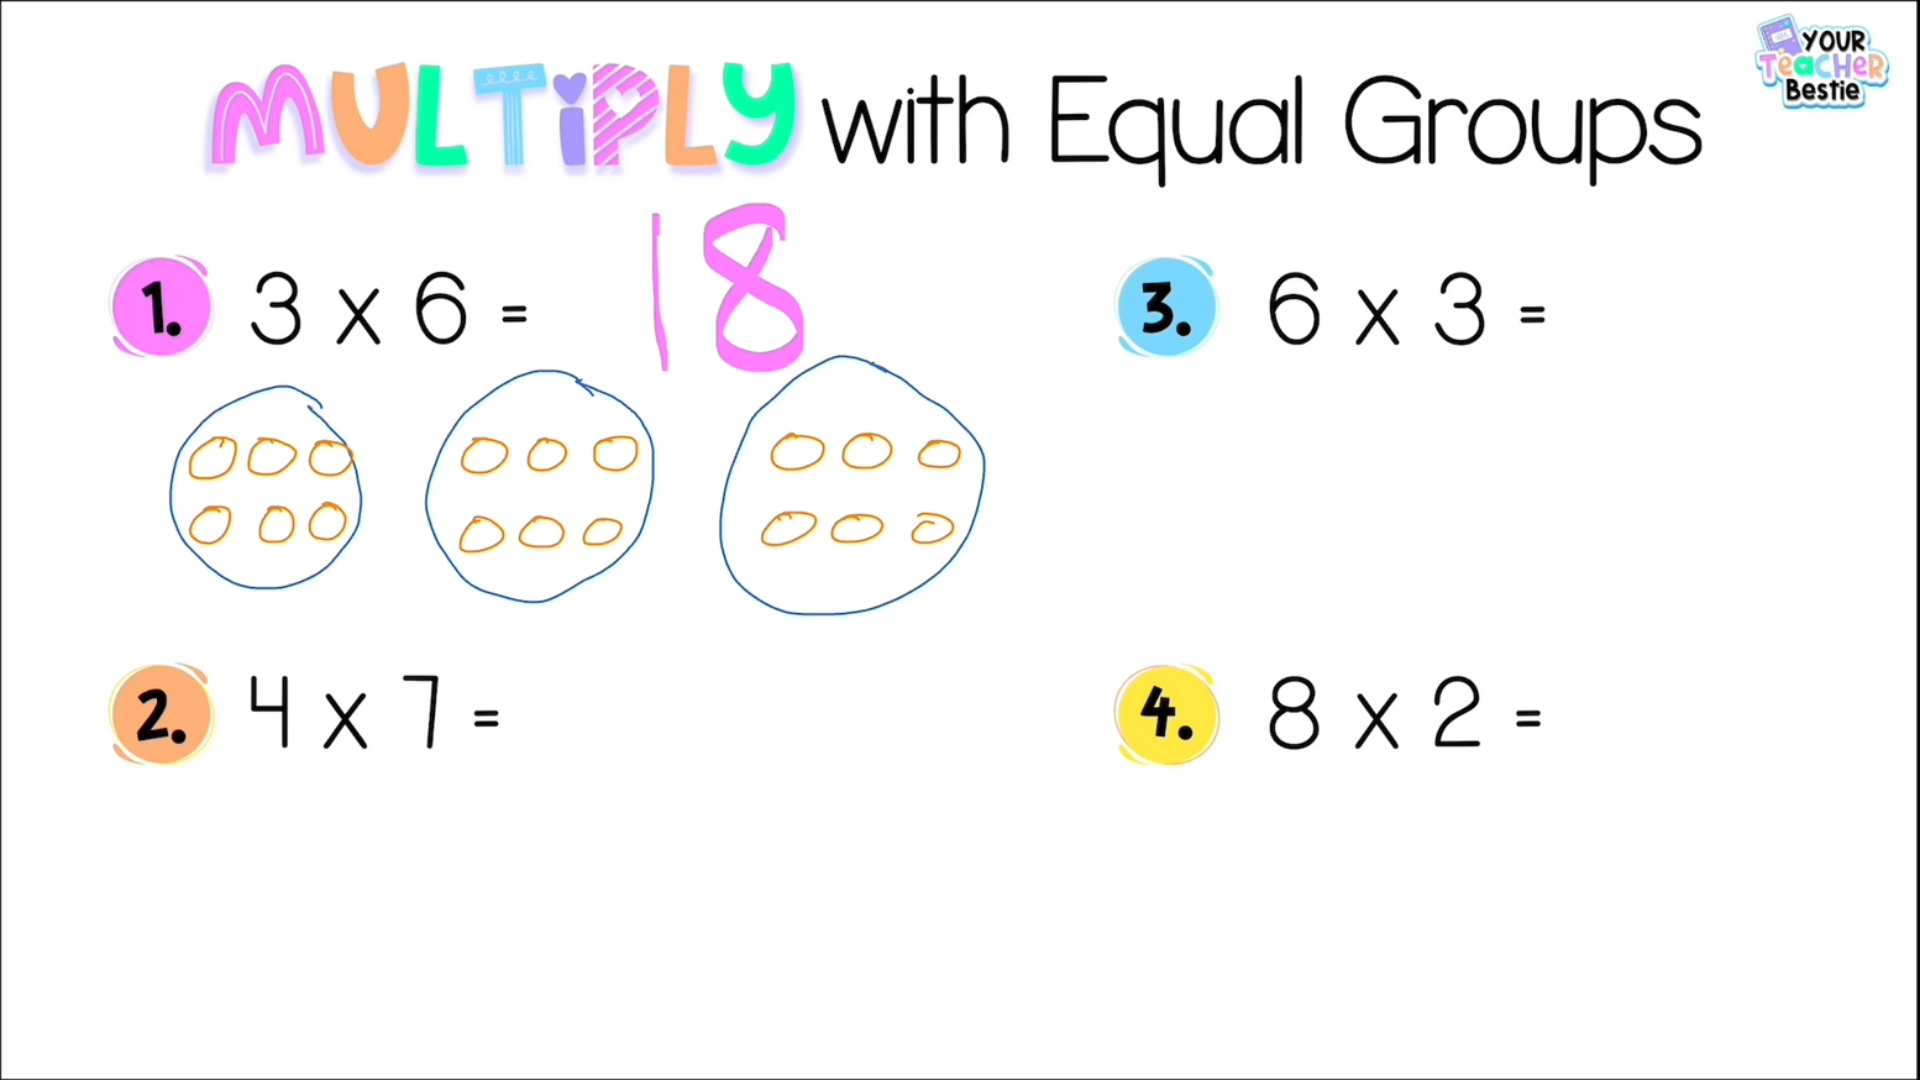 MULTiPLY with Equal Groups
YOUR
TeaCHeR
Bestie
1. 3 x 6 = 18
3. 6 x 3 =
2. 4 x 7 =
4. 8 x 2 =